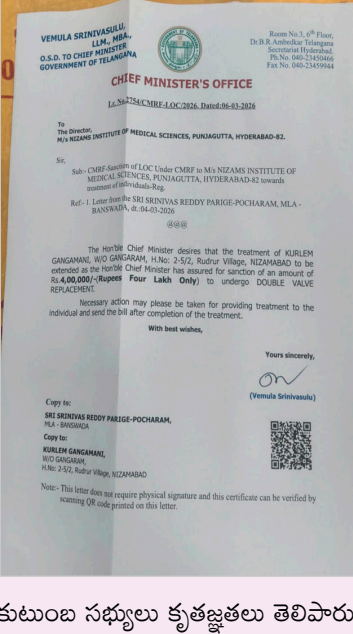 VEMULA SRINIVASULU,
LLM., MBA.,
O.S.D. TO CHIEF MINISTER
GOVERNMENT OF TELANGANA
Room No.3, 6th Floor,
Dr.B.R.Ambedkar Telangana
Secretariat Hyderabad.
Ph.No. 040-23450466
Fax No. 040-23459944
CHIEF MINISTER'S OFFICE
Lr. No.2754/CMRF-LOC/2026, Dated:06-03-2026
To
The Director,
M/s NIZAMS INSTITUTE OF MEDICAL SCIENCES, PUNJAGUTTA, HYDERABAD-82.
Sir,
Sub:- CMRF-Sanction of LOC Under CMRF to M/s NIZAMS INSTITUTE OF
MEDICAL SCIENCES, PUNJAGUTTA, HYDERABAD-82 towards
treatment of individuals-Reg.
Ref:- 1. Letter from the SRI SRINIVAS REDDY PARIGE-POCHARAM, MLA -
BANSWADA, dt.:04-03-2026
@@@
The Hon'ble Chief Minister desires that the treatment of KURLEM
GANGAMANI, W/O GANGARAM, H.No: 2-5/2, Rudrur Village, NIZAMABAD to be
extended as the Hon'ble Chief Minister has assured for sanction of an amount of
Rs.4,00,000/-(Rupees Four Lakh Only) to undergo DOUBLE VALVE
REPLACEMENT.
Necessary action may please be taken for providing treatment to the
individual and send the bill after completion of the treatment.
With best wishes,
Yours sincerely,
(Vemula Srinivasulu)
Copy to:
SRI SRINIVAS REDDY PARIGE-POCHARAM,
MLA - BANSWADA
Copy to:
KURLEM GANGAMANI,
W/O GANGARAM,
H.No: 2-5/2, Rudrur Village, NIZAMABAD
Note:- This letter does not require physical signature and this certificate can be verified by
scanning QR code printed on this letter.
కుటుంబ సభ్యులు కృతజ్ఞతలు తెలిపారు